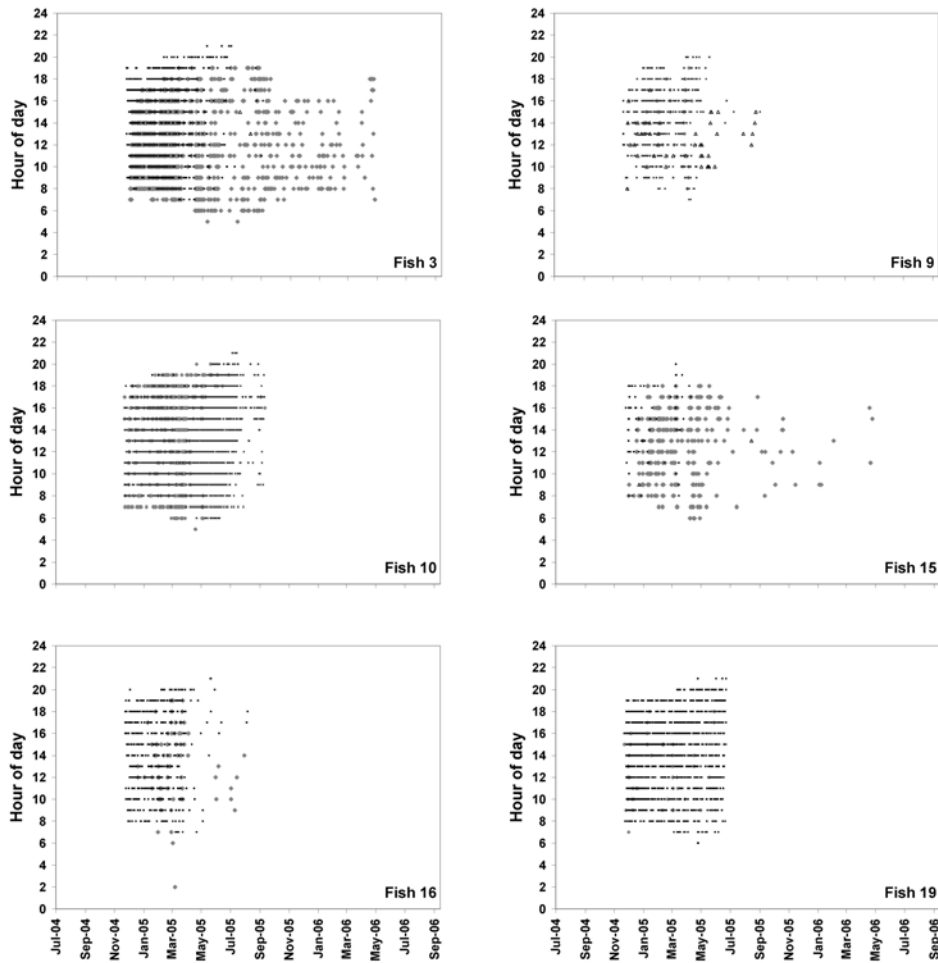 24
22
20
18
16
14
12
10
8
6
4
2
0
Hour of day
Fish 3
24
22
20
18
16
14
12
10
8
6
4
2
0
Hour of day
Fish 9
24
22
20
18
16
14
12
10
8
6
4
2
0
Hour of day
Fish 10
24
22
20
18
16
14
12
10
8
6
4
2
0
Hour of day
Fish 15
24
22
20
18
16
14
12
10
8
6
4
2
0
Hour of day
Fish 16
Jul-04
Sep-04
Nov-04
Jan-05
Mar-05
May-05
Jul-05
Sep-05
Nov-05
Jan-06
Mar-06
May-06
Jul-06
Sep-06
24
22
20
18
16
14
12
10
8
6
4
2
0
Hour of day
Fish 19
Jul-04
Sep-04
Nov-04
Jan-05
Mar-05
May-05
Jul-05
Sep-05
Nov-05
Jan-06
Mar-06
May-06
Jul-06
Sep-06